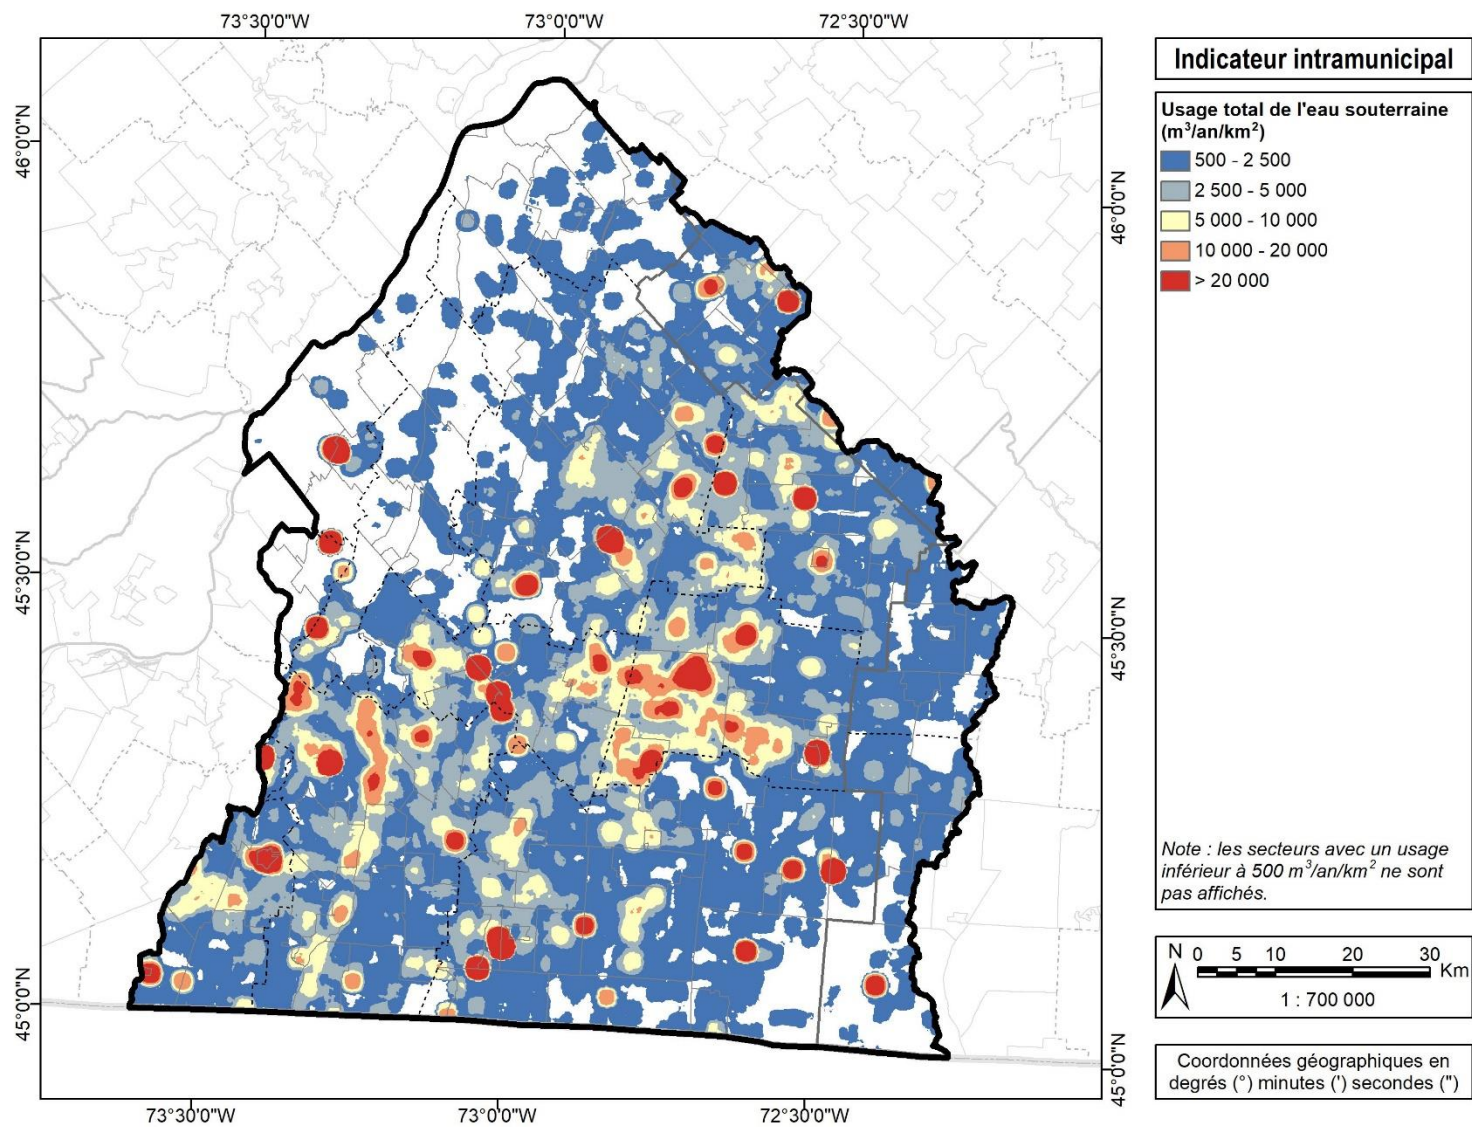 73°30'0"W
73°0'0"W
72°30'0"W
46°0'0"N
45°30'0"N
45°0'0"N
46°0'0"N
45°30'0"N
45°0'0"N
73°30'0"W
73°0'0"W
72°30'0"W
Indicateur intramunicipal
Usage total de l'eau souterraine
(m³/an/km²)
500 - 2 500
2 500 - 5 000
5 000 - 10 000
10 000 - 20 000
> 20 000
Note : les secteurs avec un usage
inférieur à 500 m³/an/km² ne sont
pas affichés.
N
0 5 10 20 30
Km
1 : 700 000
Coordonnées géographiques en
degrés (°) minutes (') secondes (")